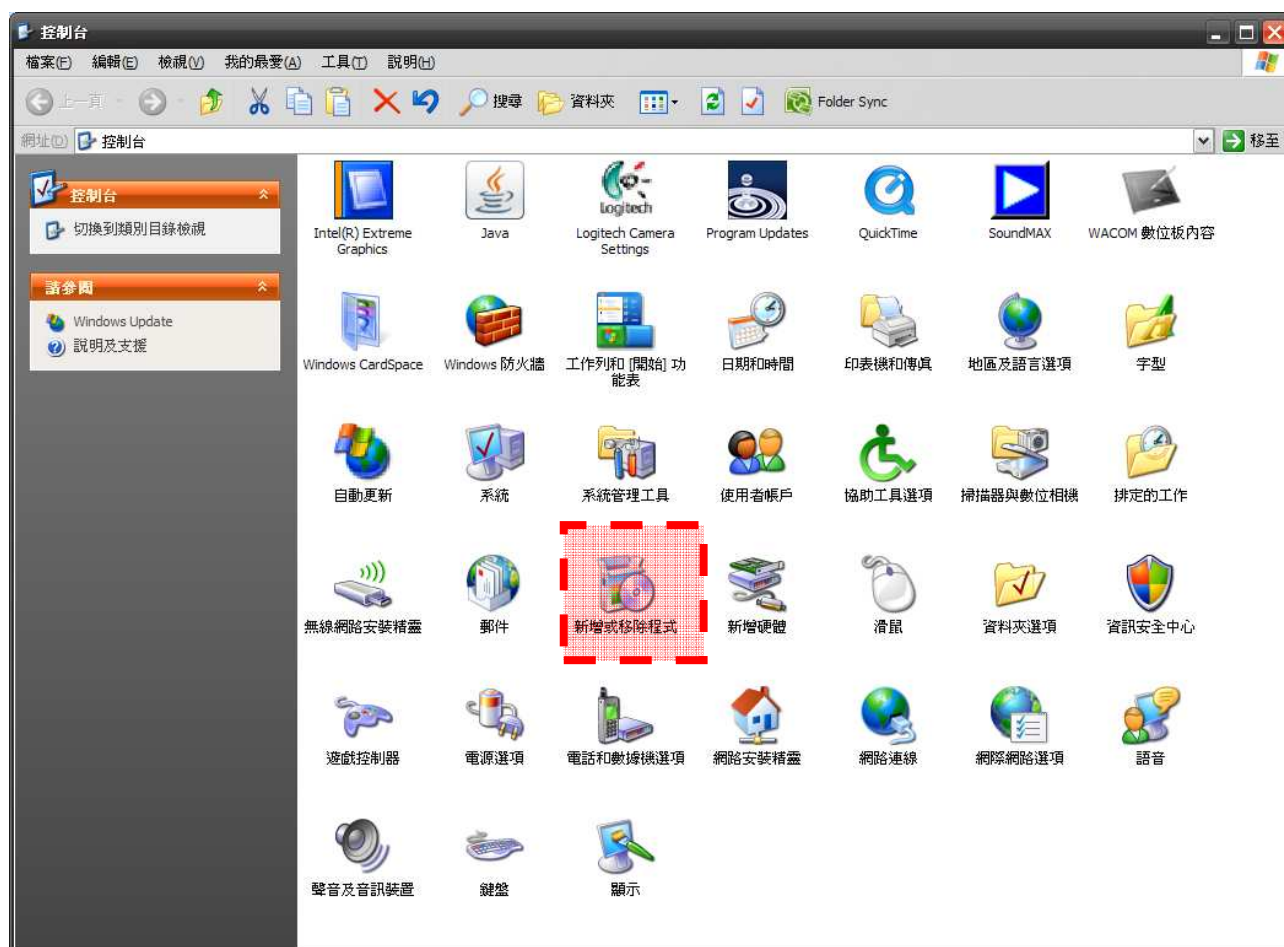 控制台
檔案(F) 編輯(E) 檢視(V) 我的最愛(A) 工具(T) 說明(H)
上一頁 搜尋 資料夾 Folder Sync
網址(D) 控制台 移至
控制台
切換到類別目錄檢視
請參閱
Windows Update
說明及支援
Logitech
Intel(R) Extreme
Graphics
Java
Logitech Camera
Settings
Program Updates
QuickTime
SoundMAX
WACOM 數位板內容
Windows CardSpace
Windows 防火牆
工作列和 [開始] 功
能表
日期和時間
印表機和傳真
地區及語言選項
字型
自動更新
系統
系統管理工具
使用者帳戶
協助工具選項
掃描器與數位相機
排定的工作
無線網路安裝精靈
郵件
新增或移除程式
新增硬體
滑鼠
資料夾選項
資訊安全中心
遊戲控制器
電源選項
電話和數據機選項
網路安裝精靈
網路連線
網際網路選項
語音
聲音及音訊裝置
鍵盤
顯示